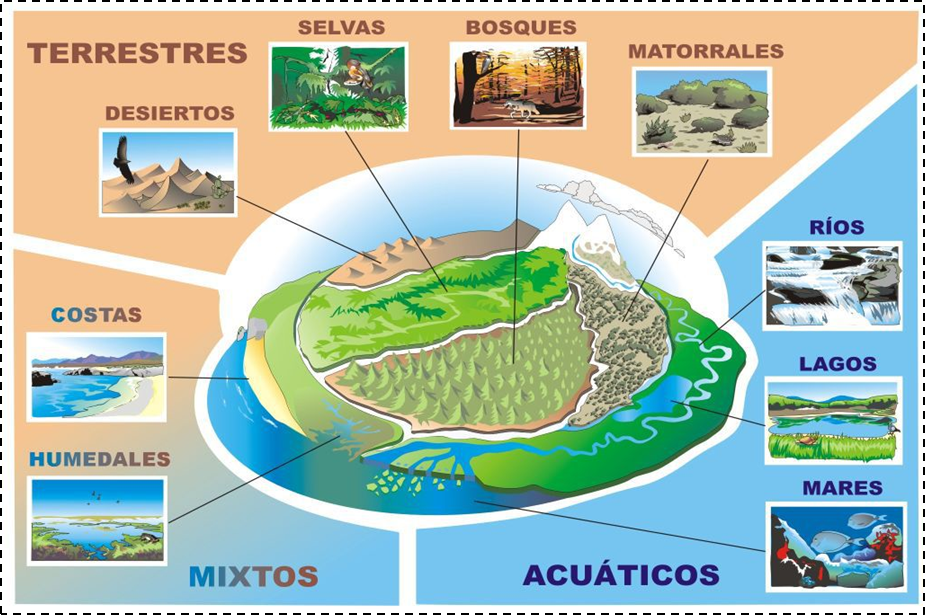 TERRESTRES
SELVAS
BOSQUES
MATORRALES
DESIERTOS
RÍOS
COSTAS
LAGOS
HUMEDALES
MARES
MIXTOS
ACUÁTICOS